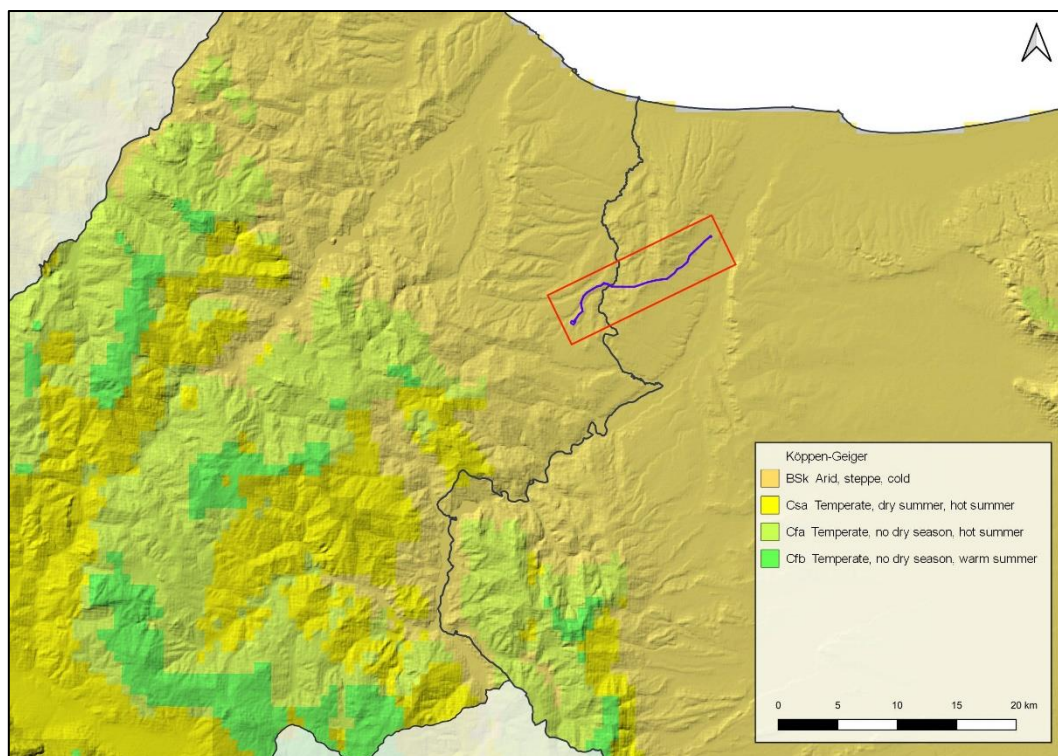 Köppen-Geiger
BSk Arid, steppe, cold
Csa Temperate, dry summer, hot summer
Cfa Temperate, no dry season, hot summer
Cfb Temperate, no dry season, warm summer
0 5 10 15 20 km